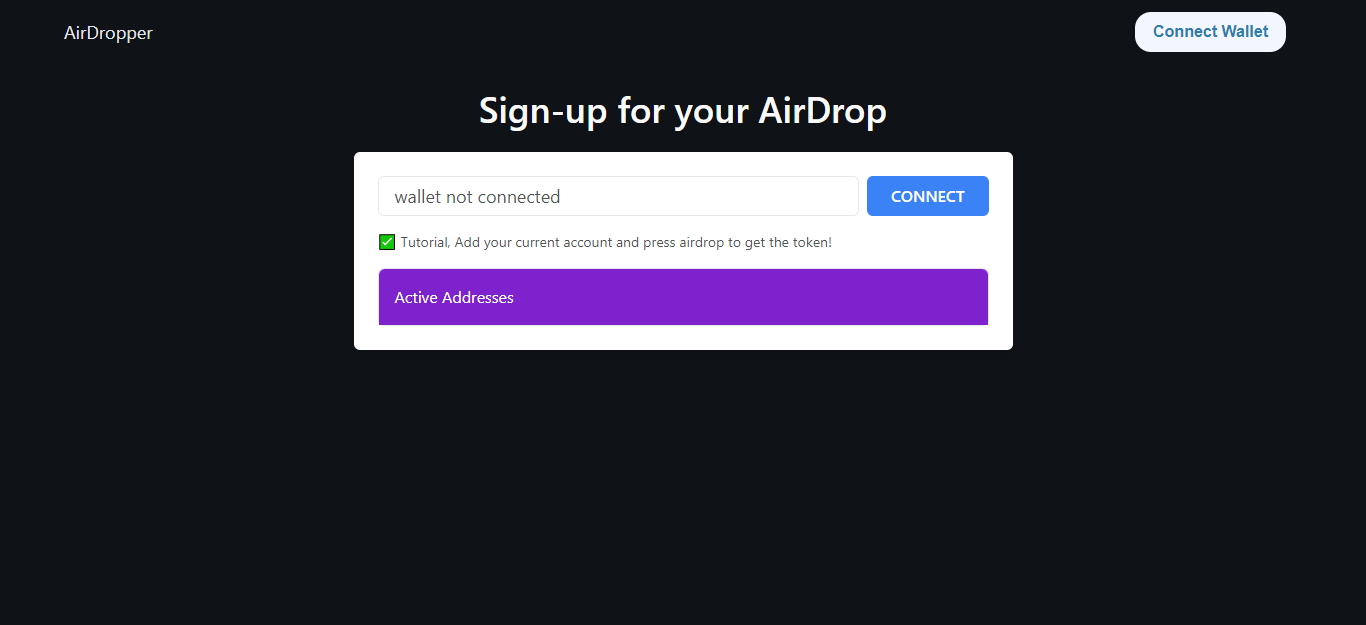 AirDropper
Connect Wallet
Sign-up for your AirDrop
wallet not connected
CONNECT
✅ Tutorial, Add your current account and press airdrop to get the token!
Active Addresses